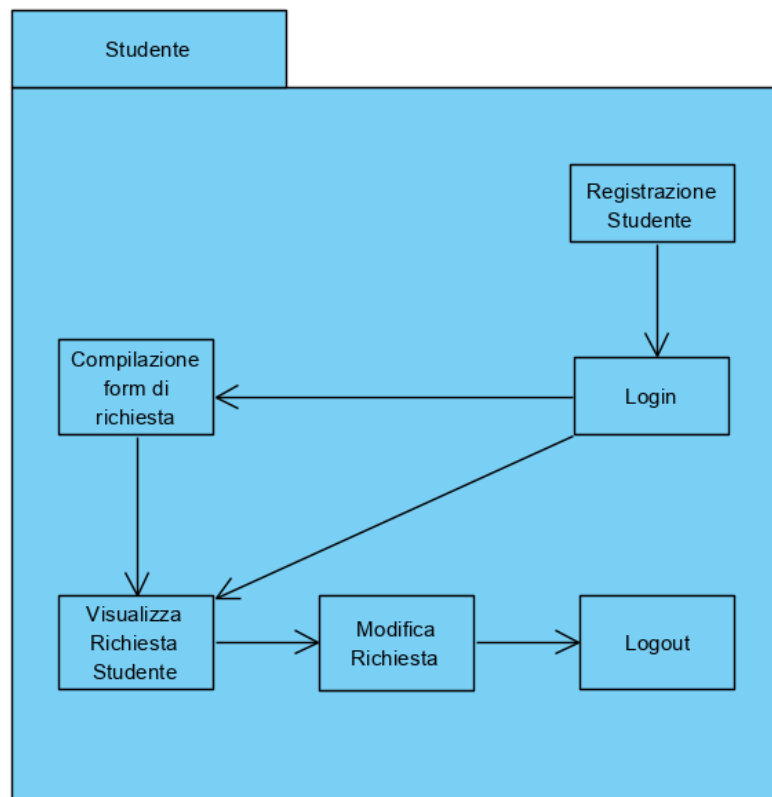 Studente
Registrazione
Studente
Compilazione
form di
richiesta
Login
Visualizza
Richiesta
Studente
Modifica
Richiesta
Logout